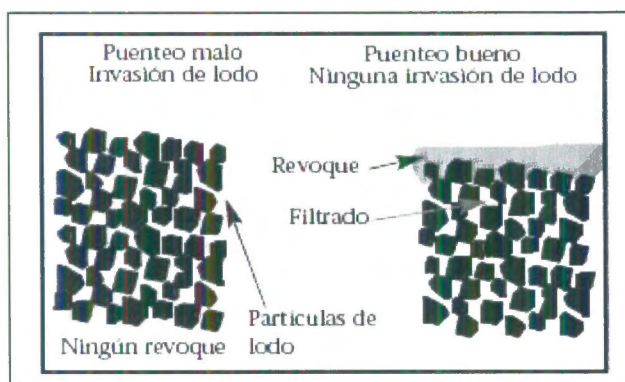 Puenteo malo
Invasión de lodo
Puenteo bueno
Ninguna invasión de lodo
Revoque
Filtrado
Partículas de
lodo
Ningún revoque